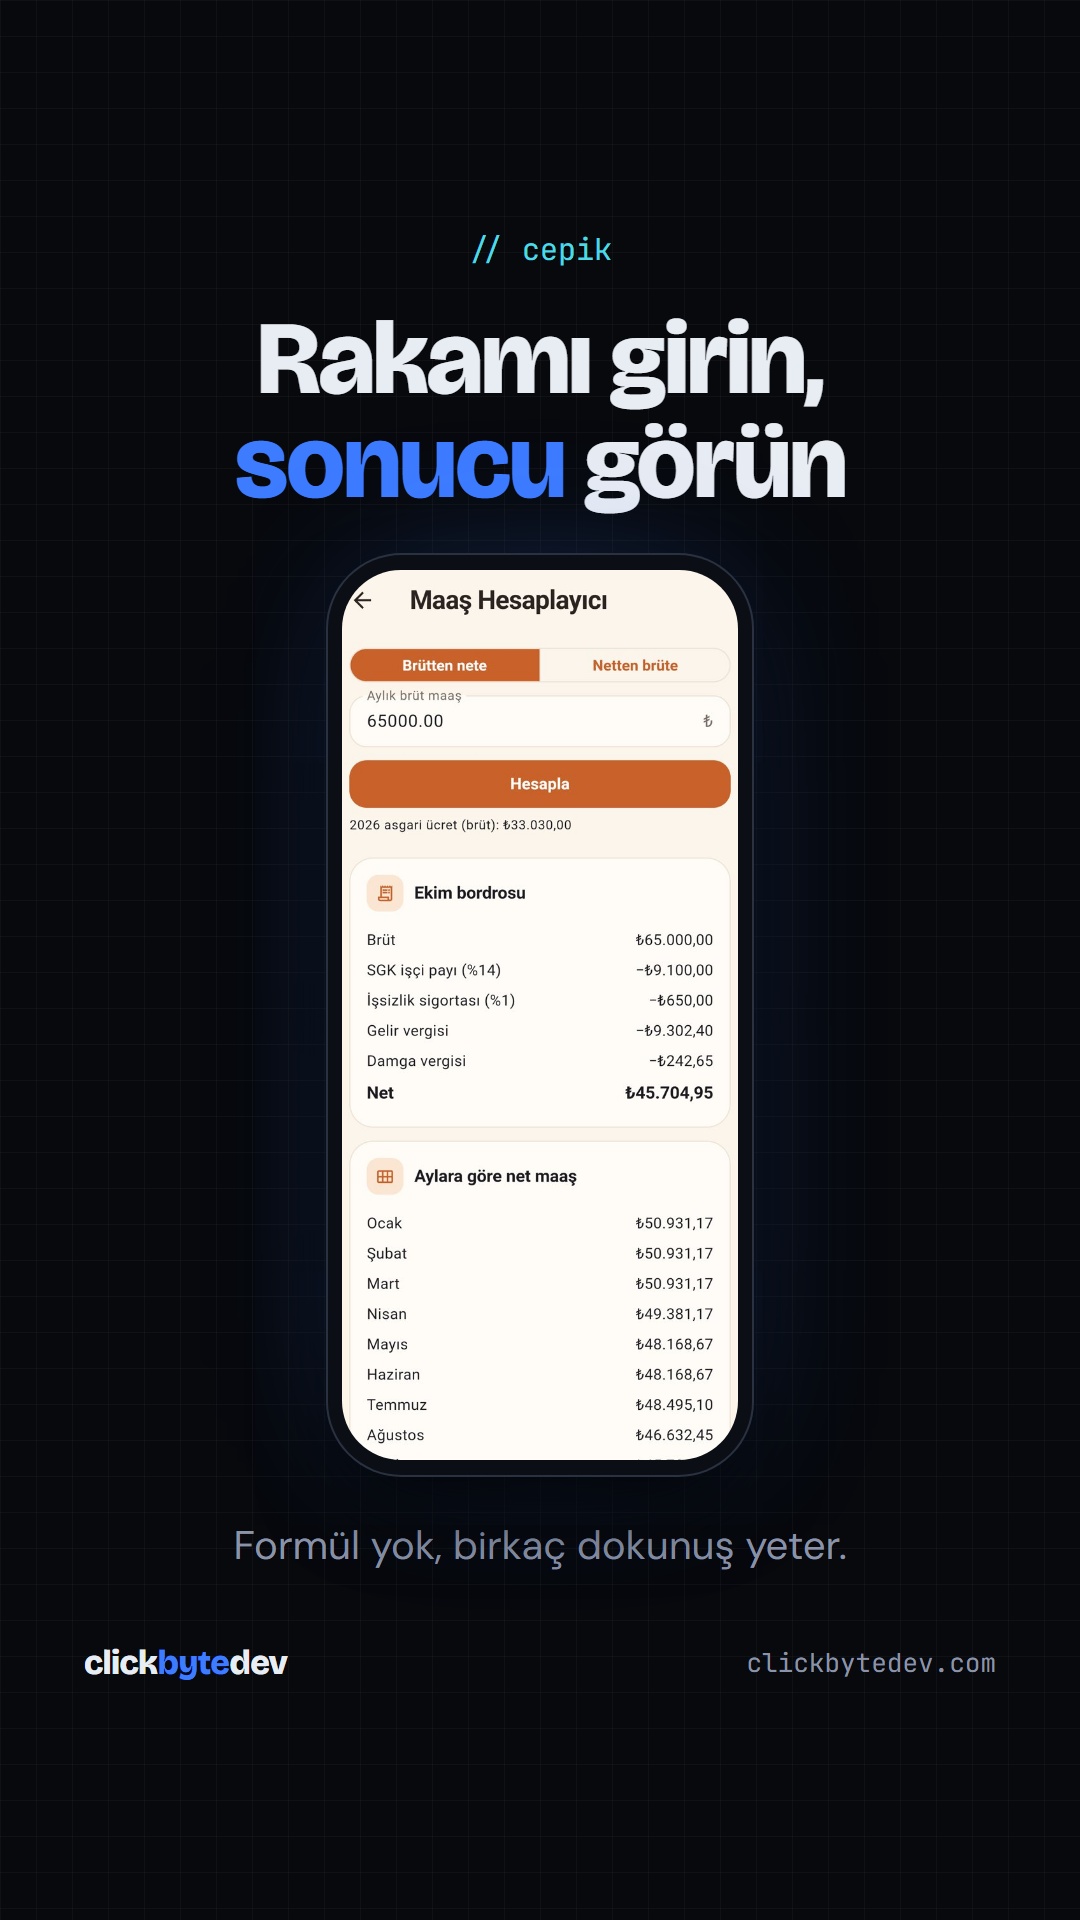 // cepik
Rakamı girin,
sonucu görün
Maaş Hesaplayıcı
Brütten nete
Netten brüte
Aylık brüt maaş
65000.00 ₺
Hesapla
2026 asgari ücret (brüt): ₺33.030,00
Ekim bordrosu
Brüt ₺65.000,00
SGK işçi payı (%14) −₺9.100,00
İşsizlik sigortası (%1) −₺650,00
Gelir vergisi −₺9.302,40
Damga vergisi −₺242,65
Net ₺45.704,95
Aylara göre net maaş
Ocak ₺50.931,17
Şubat ₺50.931,17
Mart ₺50.931,17
Nisan ₺49.381,17
Mayıs ₺48.168,67
Haziran ₺48.168,67
Temmuz ₺48.495,10
Ağustos ₺46.632,45
Formül yok, birkaç dokunuş yeter.
clickbytedev
clickbytedev.com